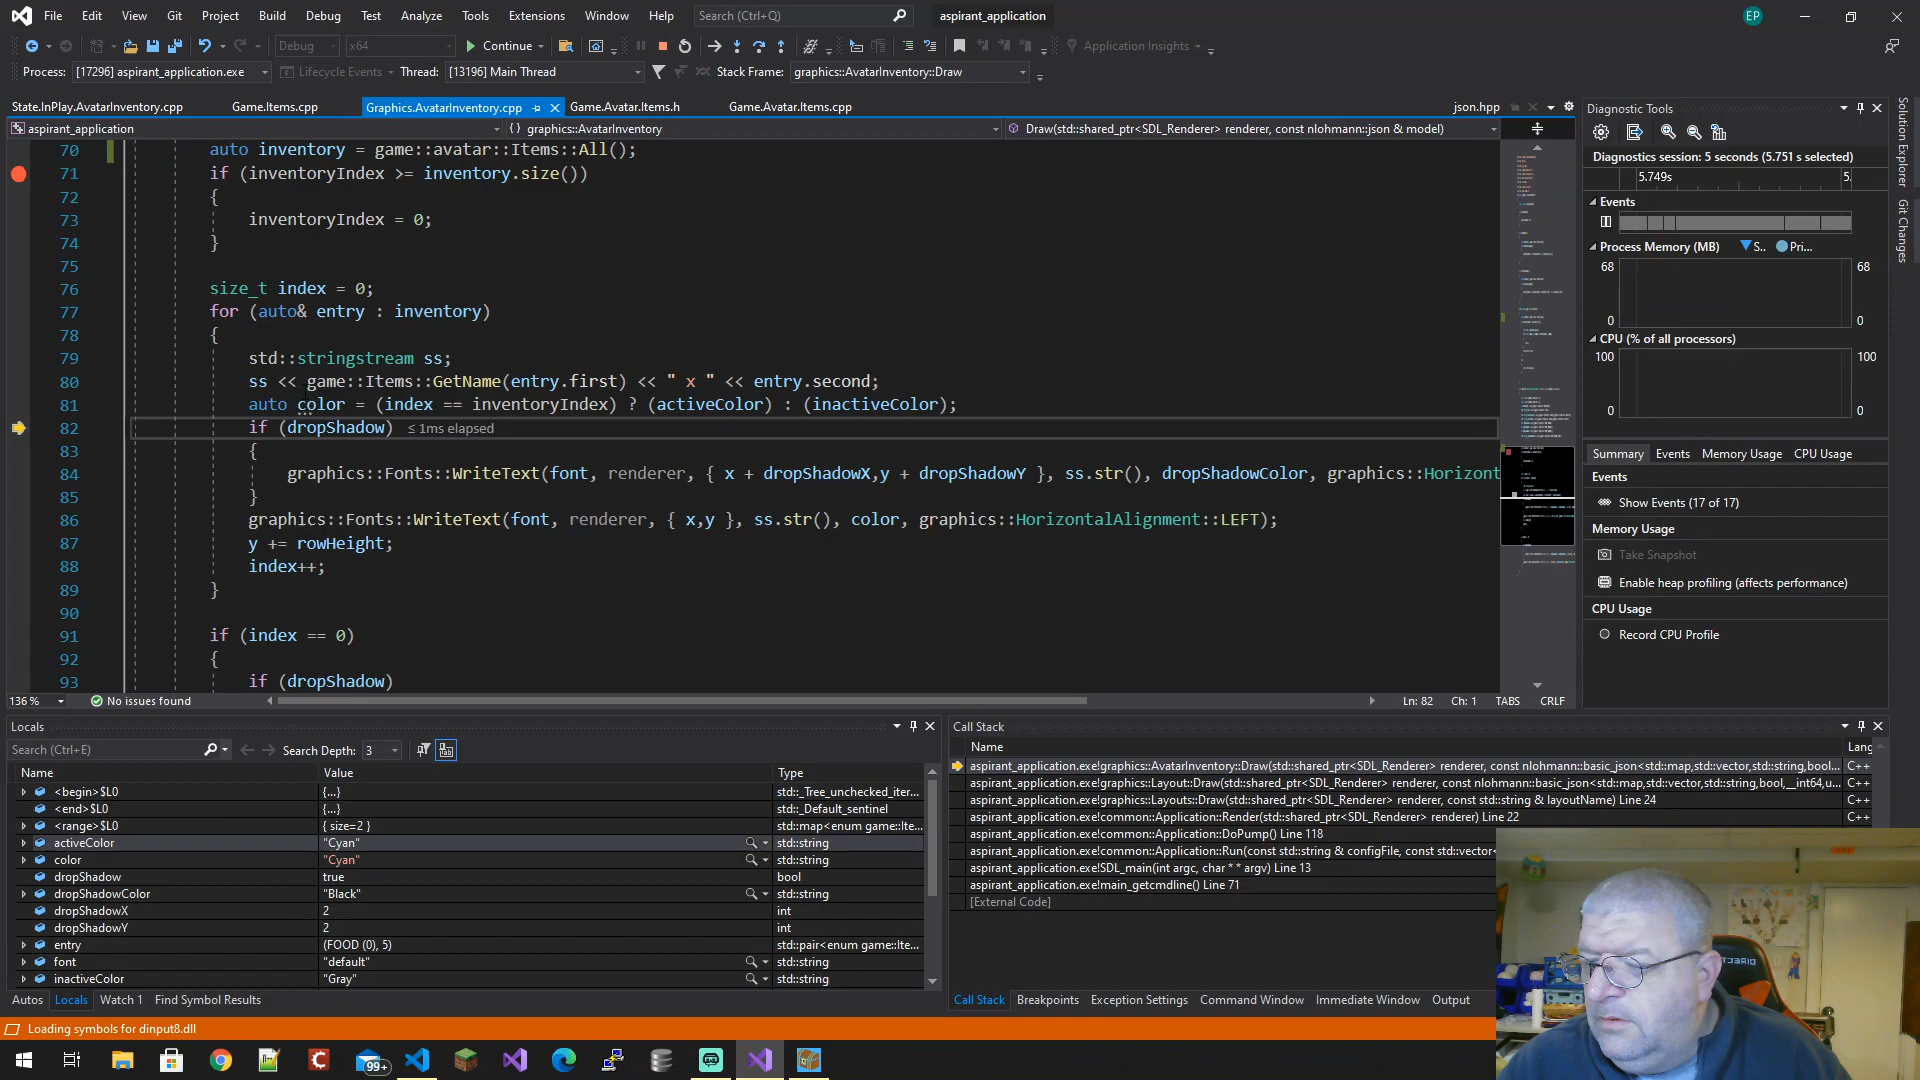 File Edit View Git Project Build Debug Test Analyze Tools Extensions Window Help Search (Ctrl+Q) aspirant_application EP
Debug x64 Continue Application Insights
Process: [17296] aspirant_application.exe Lifecycle Events Thread: [13196] Main Thread Stack Frame: graphics::AvatarInventory::Draw
State.InPlay.AvatarInventory.cpp Game.Items.cpp Graphics.AvatarInventory.cpp Game.Avatar.Items.h Game.Avatar.Items.cpp json.hpp
aspirant_application {} graphics::AvatarInventory Draw(std::shared_ptr<SDL_Renderer> renderer, const nlohmann::json & model)
70 auto inventory = game::avatar::Items::All();
71 if (inventoryIndex >= inventory.size())
72 {
73 inventoryIndex = 0;
74 }
75
76 size_t index = 0;
77 for (auto& entry : inventory)
78 {
79 std::stringstream ss;
80 ss << game::Items::GetName(entry.first) << " x " << entry.second;
81 auto color = (index == inventoryIndex) ? (activeColor) : (inactiveColor);
82 if (dropShadow) ≤ 1ms elapsed
83 {
84 graphics::Fonts::WriteText(font, renderer, { x + dropShadowX,y + dropShadowY }, ss.str(), dropShadowColor, graphics::Horizont
85 }
86 graphics::Fonts::WriteText(font, renderer, { x,y }, ss.str(), color, graphics::HorizontalAlignment::LEFT);
87 y += rowHeight;
88 index++;
89 }
90
91 if (index == 0)
92 {
93 if (dropShadow)
136 % No issues found Ln: 82 Ch: 1 TABS CRLF
Diagnostic Tools
Diagnostics session: 5 seconds (5.751 s selected)
5.749s 5.
Events
Process Memory (MB) S.. Pri...
68 68
0 0
CPU (% of all processors)
100 100
0 0
Summary Events Memory Usage CPU Usage
Events
Show Events (17 of 17)
Memory Usage
Take Snapshot
Enable heap profiling (affects performance)
CPU Usage
Record CPU Profile
Solution Explorer
Git Changes
Locals
Search (Ctrl+E) Search Depth: 3
Name Value Type
<begin>$L0 {...} std::_Tree_unchecked_iter...
<end>$L0 {...} std::_Default_sentinel
<range>$L0 { size=2 } std::map<enum game::Ite...
activeColor "Cyan" std::string
color "Cyan" std::string
dropShadow true bool
dropShadowColor "Black" std::string
dropShadowX 2 int
dropShadowY 2 int
entry (FOOD (0), 5) std::pair<enum game::Ite...
font "default" std::string
inactiveColor "Gray" std::string
Autos Locals Watch 1 Find Symbol Results
Call Stack
Name Lang
aspirant_application.exe!graphics::AvatarInventory::Draw(std::shared_ptr<SDL_Renderer> renderer, const nlohmann::basic_json<std::map,std::vector,std::string,bool... C++
aspirant_application.exe!graphics::Layout::Draw(std::shared_ptr<SDL_Renderer> renderer, const nlohmann::basic_json<std::map,std::vector,std::string,bool,__int64,u... C++
aspirant_application.exe!graphics::Layouts::Draw(std::shared_ptr<SDL_Renderer> renderer, const std::string & layoutName) Line 24 C++
aspirant_application.exe!common::Application::Render(std::shared_ptr<SDL_Renderer> renderer) Line 22 C++
aspirant_application.exe!common::Application::DoPump() Line 118
aspirant_application.exe!common::Application::Run(const std::string & configFile, const std::vector<
aspirant_application.exe!SDL_main(int argc, char * * argv) Line 13
aspirant_application.exe!main_getcmdline() Line 71
[External Code]
Call Stack Breakpoints Exception Settings Command Window Immediate Window Output
Loading symbols for dinput8.dll
99+